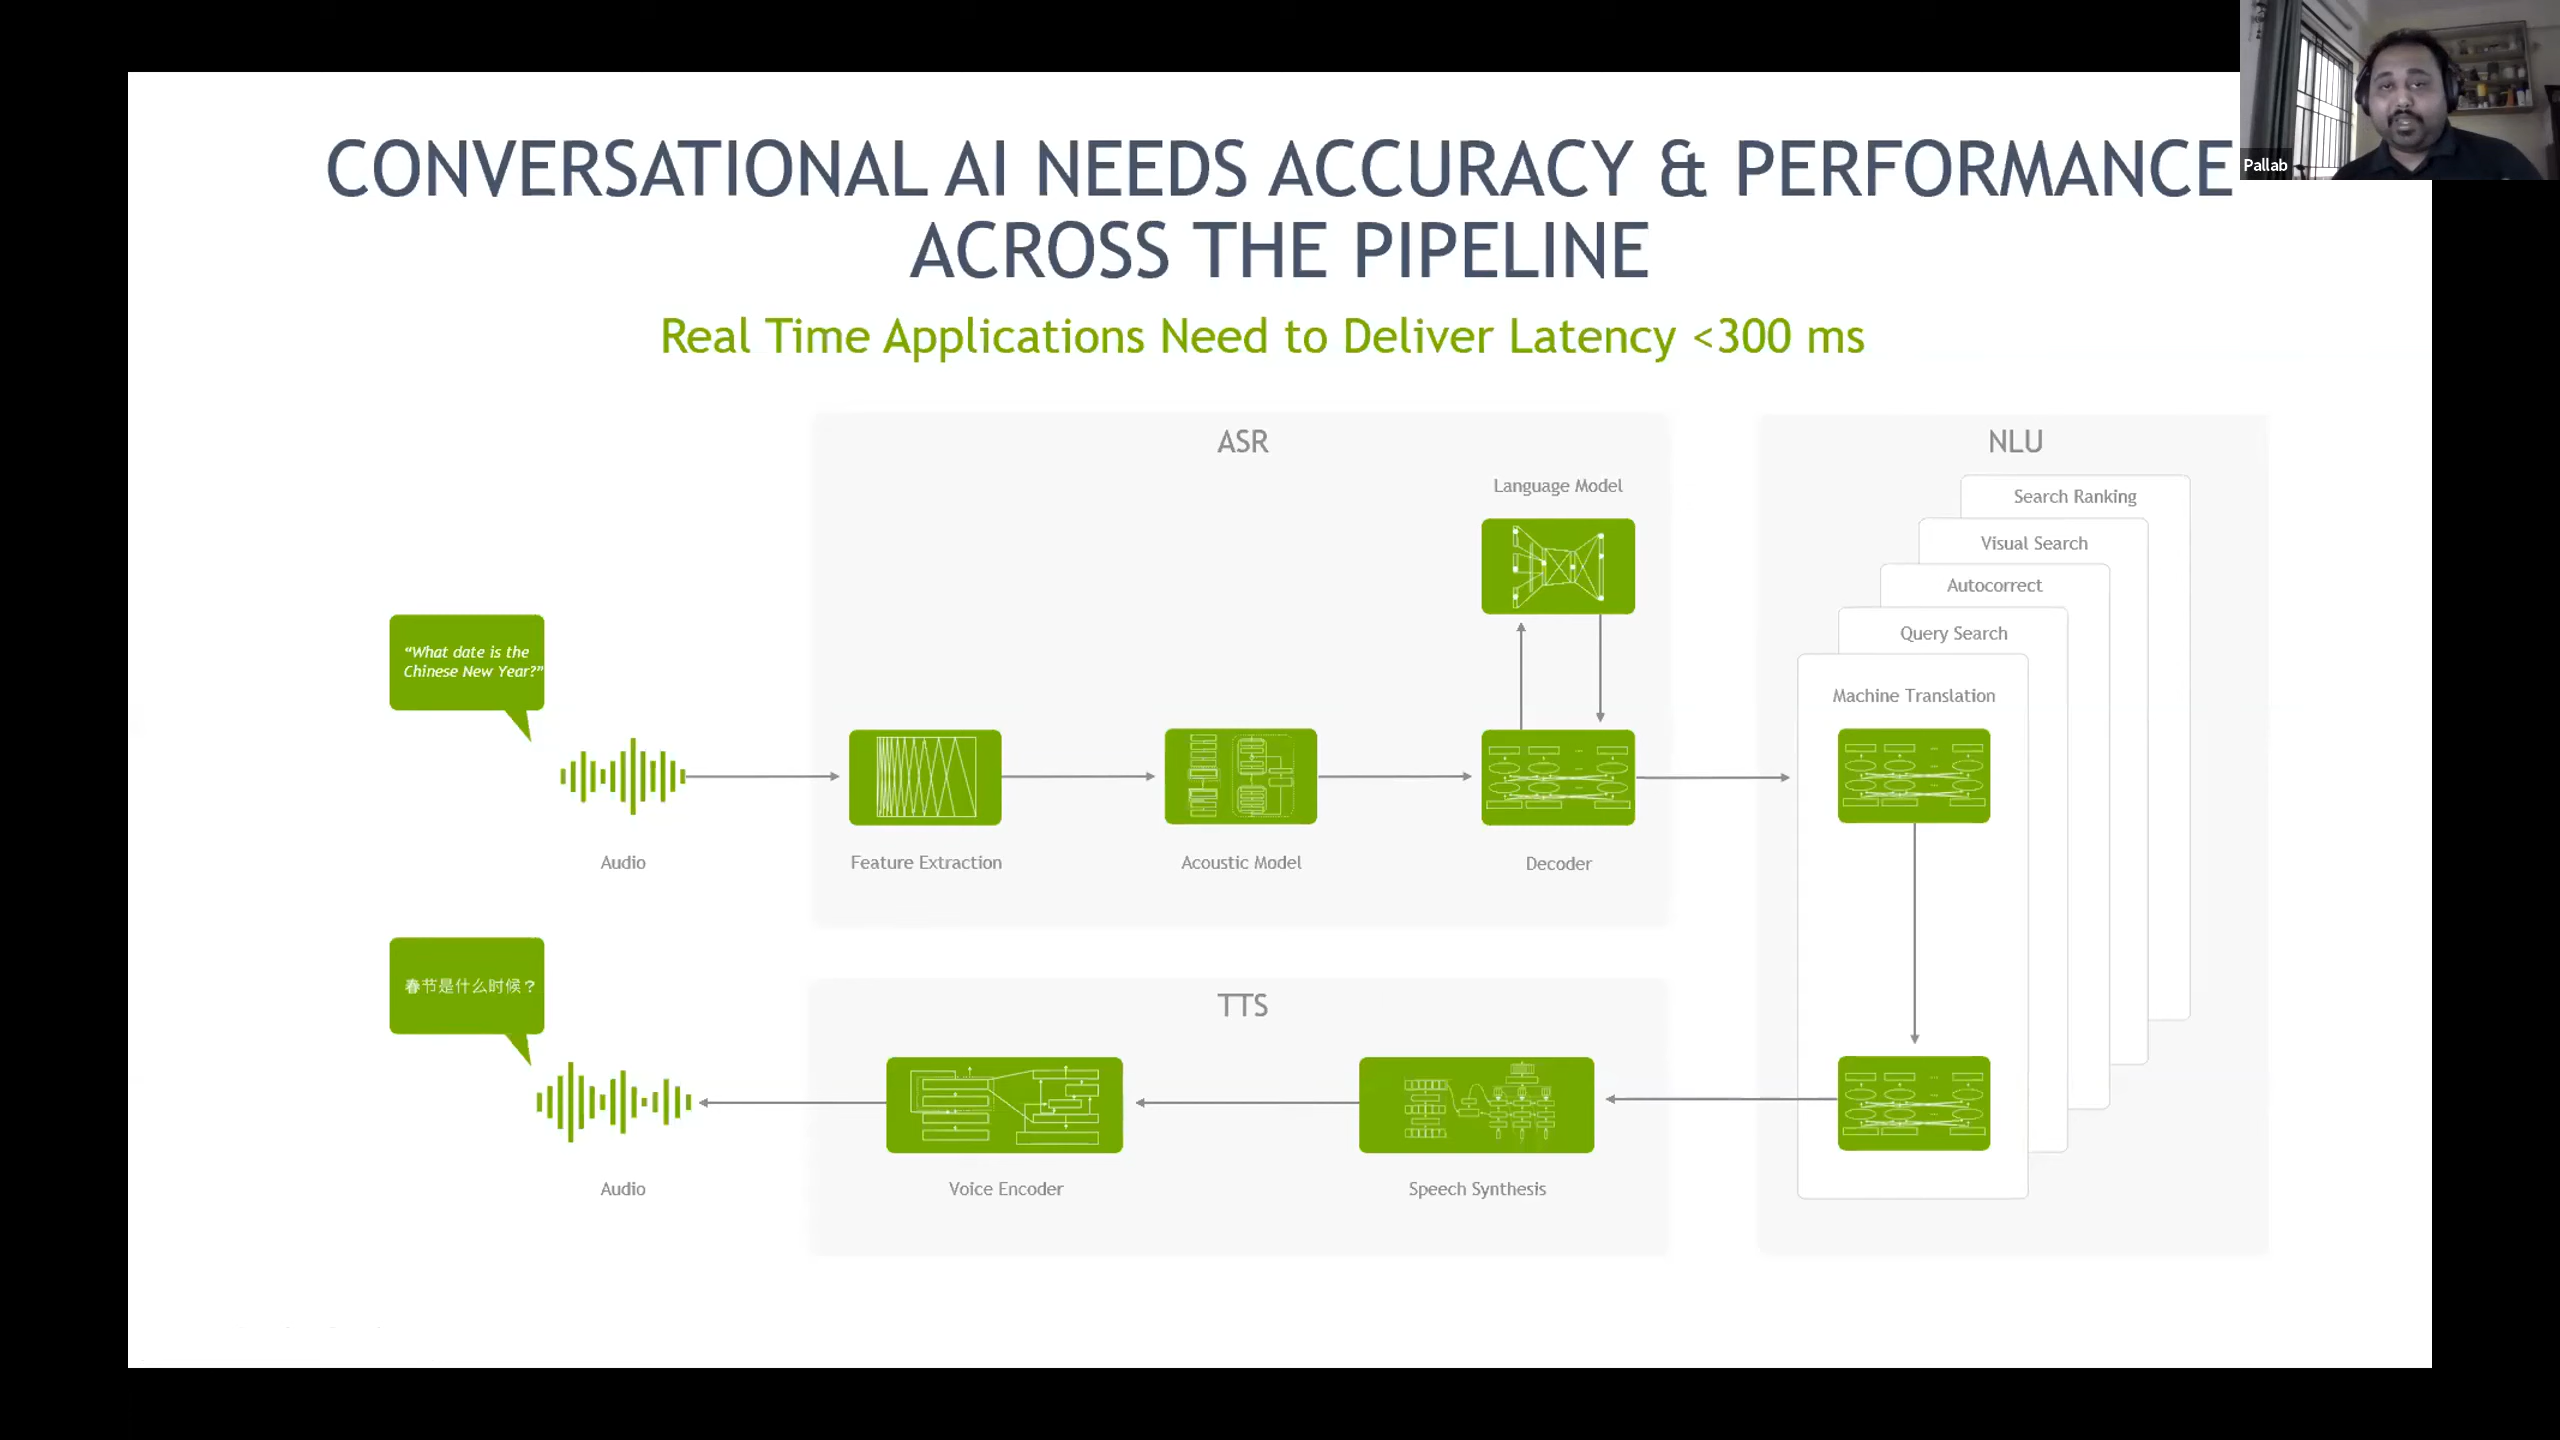 Pallab
CONVERSATIONAL AI NEEDS ACCURACY & PERFORMANCE
ACROSS THE PIPELINE
Real Time Applications Need to Deliver Latency <300 ms
ASR
Language Model
“What date is the
Chinese New Year?”
Audio
Feature Extraction
Acoustic Model
Decoder
NLU
Search Ranking
Visual Search
Autocorrect
Query Search
Machine Translation
TTS
春节是什么时候？
Audio
Voice Encoder
Speech Synthesis